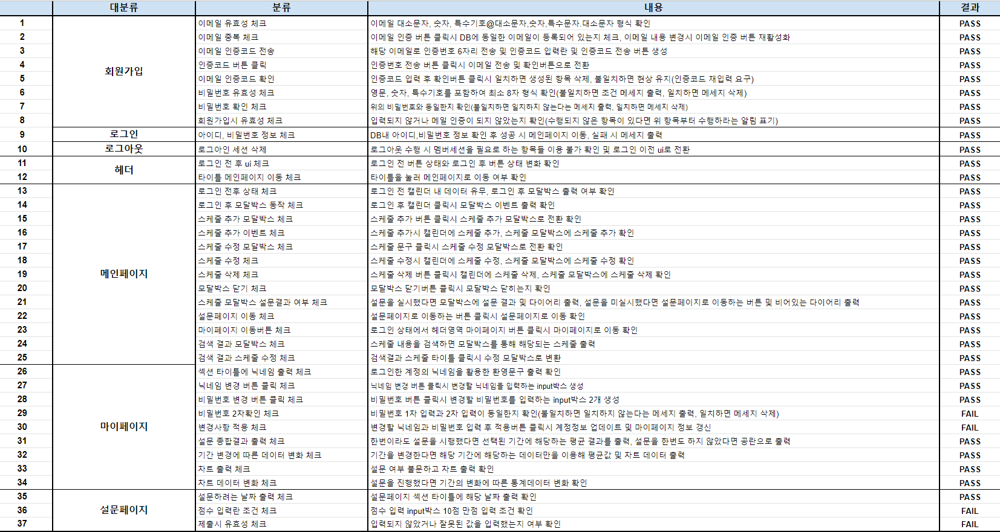 대분류 분류 내용 결과
1 회원가입 이메일 유효성 체크 이메일 대소문자, 숫자, 특수기호@대소문자,숫자,특수문자.대소문자 형식 확인 PASS
2 이메일 중복 체크 이메일 인증 버튼 클릭시 DB에 동일한 이메일이 등록되어 있는지 체크, 이메일 내용 변경시 이메일 인증 버튼 재활성화 PASS
3 이메일 인증코드 전송 해당 이메일로 인증번호 6자리 전송 및 인증코드 입력란 및 인증코드 전송 버튼 생성 PASS
4 인증코드 버튼 클릭 인증번호 전송 버튼 클릭시 이메일 전송 및 확인버튼으로 전환 PASS
5 이메일 인증코드 확인 인증코드 입력 후 확인버튼 클릭시 일치하면 생성된 항목 삭제, 불일치하면 현상 유지(인증코드 재입력 요구) PASS
6 비밀번호 유효성 체크 영문, 숫자, 특수기호를 포함하여 최소 8자 형식 확인(불일치하면 조건 메세지 출력, 일치하면 메세지 삭제) PASS
7 비밀번호 확인 체크 위의 비밀번호와 동일한지 확인(불일치하면 일치하지 않는다는 메세지 출력, 일치하면 메세지 삭제) PASS
8 회원가입시 유효성 체크 입력되지 않거나 메일 인증이 되지 않았는지 확인(수행되지 않은 항목이 있다면 위 항목부터 수행하라는 알림 표기) PASS
9 로그인 아이디, 비밀번호 정보 체크 DB내 아이디,비밀번호 정보 확인 후 성공 시 메인페이지 이동, 실패 시 메세지 출력 PASS
10 로그아웃 로그아인 세션 삭제 로그아웃 수행 시 멤버세션을 필요로 하는 항목들 이용 불가 확인 및 로그인 이전 ui로 전환 PASS
11 헤더 로그인 전 후 ui 체크 로그인 전 버튼 상태와 로그인 후 버튼 상태 변화 확인 PASS
12 타이틀 메인페이지 이동 체크 타이틀을 눌러 메인페이지로 이동 여부 확인 PASS
13 메인페이지 로그인 전후 상태 체크 로그인 전 캘린더 내 데이터 유무, 로그인 후 모달박스 출력 여부 확인 PASS
14 로그인 후 모달박스 동작 체크 로그인 후 캘린더 클릭시 모달박스 이벤트 출력 확인 PASS
15 스케줄 추가 모달박스 체크 스케줄 추가 버튼 클릭시 스케줄 추가 모달박스로 전환 확인 PASS
16 스케줄 추가 이벤트 체크 스케줄 추가시 캘린더에 스케줄 추가, 스케줄 모달박스에 스케줄 추가 확인 PASS
17 스케줄 수정 모달박스 체크 스케줄 문구 클릭시 스케줄 수정 모달박스로 전환 확인 PASS
18 스케줄 수정 체크 스케줄 수정시 캘린더에 스케줄 수정, 스케줄 모달박스에 스케줄 수정 확인 PASS
19 스케줄 삭제 체크 스케줄 삭제 버튼 클릭시 캘린더에 스케줄 삭제, 스케줄 모달박스에 스케줄 삭제 확인 PASS
20 모달박스 닫기 체크 모달박스 닫기버튼 클릭시 모달박스 닫히는지 확인 PASS
21 스케줄 모달박스 설문결과 여부 체크 설문을 실시했다면 모달박스에 설문 결과 및 다이어리 출력, 설문을 미실시했다면 설문페이지로 이동하는 버튼 및 비어있는 다이어리 출력 PASS
22 설문페이지 이동 체크 설문페이지로 이동하는 버튼 클릭시 설문페이지로 이동 확인 PASS
23 마이페이지 이동버튼 체크 로그인 상태에서 헤더영역 마이페이지 버튼 클릭시 마이페이지로 이동 확인 PASS
24 검색 결과 모달박스 체크 스케줄 내용을 검색하면 모달박스를 통해 해당되는 스케줄 출력 PASS
25 검색 결과 스케줄 수정 체크 검색결과 스케줄 타이틀 클릭시 수정 모달박스로 변환 PASS
26 마이페이지 섹션 타이틀에 닉네임 출력 체크 로그인한 계정의 닉네임을 활용한 환영문구 출력 확인 PASS
27 닉네임 변경 버튼 클릭 체크 닉네임 변경 버튼 클릭시 변경할 닉네임을 입력하는 input박스 생성 PASS
28 비밀번호 변경 버튼 클릭 체크 비밀번호 버튼 클릭시 변경할 비밀번호를 입력하는 input박스 2개 생성 PASS
29 비밀번호 2차확인 체크 비밀번호 1차 입력과 2차 입력이 동일한지 확인(불일치하면 일치하지 않는다는 메세지 출력, 일치하면 메세지 삭제) FAIL
30 변경사항 적용 체크 변경할 닉네임과 비밀번호 입력 후 적용버튼 클릭시 계정정보 업데이트 및 마이페이지 정보 갱신 FAIL
31 설문 종합결과 출력 체크 한번이라도 설문을 시행했다면 선택된 기간에 해당하는 평균 결과를 출력, 설문을 한번도 하지 않았다면 공란으로 출력 PASS
32 기간 변경에 따른 데이터 변화 체크 기간을 변경한다면 해당 기간에 해당하는 데이터만을 이용해 평균값 및 차트 데이터 출력 PASS
33 차트 출력 체크 설문 여부 불문하고 차트 출력 확인 PASS
34 차트 데이터 변화 체크 설문을 진행했다면 기간의 변화에 따른 통계데이터 변화 확인 PASS
35 설문페이지 설문하려는 날짜 출력 체크 설문페이지 섹션 타이틀에 해당 날짜 출력 확인 PASS
36 점수 입력란 조건 체크 점수 입력 input박스 10점 만점 입력 조건 확인 FAIL
37 제출시 유효성 체크 입력되지 않았거나 잘못된 값을 입력했는지 여부 확인 FAIL